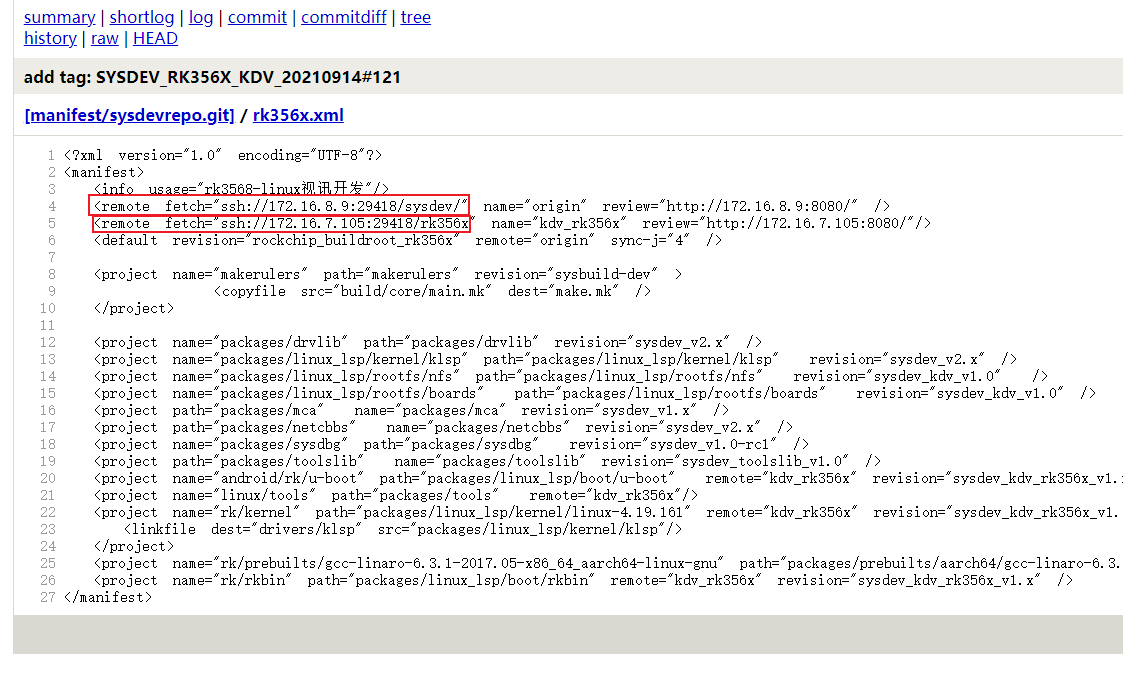 summary | shortlog | log | commit | commitdiff | tree
history | raw | HEAD
add tag: SYSDEV_RK356X_KDV_20210914#121
[manifest/sysdevrepo.git] / rk356x.xml
1 <?xml version="1.0" encoding="UTF-8"?>
2 <manifest>
3 <info usage="rk3568-linux视讯开发"/>
4 <remote fetch="ssh://172.16.8.9:29418/sysdev/" name="origin" review="http://172.16.8.9:8080/" />
5 <remote fetch="ssh://172.16.7.105:29418/rk356x" name="kdv_rk356x" review="http://172.16.7.105:8080/"/>
6 <default revision="rockchip_buildroot_rk356x" remote="origin" sync-j="4" />
7
8 <project name="makerulers" path="makerulers" revision="sysbuild-dev" >
9 <copyfile src="build/core/main.mk" dest="make.mk" />
10 </project>
11
12 <project name="packages/drvlib" path="packages/drvlib" revision="sysdev_v2.x" />
13 <project name="packages/linux_lsp/kernel/klsp" path="packages/linux_lsp/kernel/klsp" revision="sysdev_v2.x" />
14 <project name="packages/linux_lsp/rootfs/nfs" path="packages/linux_lsp/rootfs/nfs" revision="sysdev_kdv_v1.0" />
15 <project name="packages/linux_lsp/rootfs/boards" path="packages/linux_lsp/rootfs/boards" revision="sysdev_kdv_v1.0" />
16 <project path="packages/mca" name="packages/mca" revision="sysdev_v1.x" />
17 <project path="packages/netcbbs" name="packages/netcbbs" revision="sysdev_v2.x" />
18 <project name="packages/sysdbg" path="packages/sysdbg" revision="sysdev_v1.0-rc1" />
19 <project path="packages/toolslib" name="packages/toolslib" revision="sysdev_toolslib_v1.0" />
20 <project name="android/rk/u-boot" path="packages/linux_lsp/boot/u-boot" remote="kdv_rk356x" revision="sysdev_kdv_rk356x_v1.
21 <project name="linux/tools" path="packages/tools" remote="kdv_rk356x"/>
22 <project name="rk/kernel" path="packages/linux_lsp/kernel/linux-4.19.161" remote="kdv_rk356x" revision="sysdev_kdv_rk356x_v1.
23 <linkfile dest="drivers/klsp" src="packages/linux_lsp/kernel/klsp"/>
24 </project>
25 <project name="rk/prebuilts/gcc-linaro-6.3.1-2017.05-x86_64_aarch64-linux-gnu" path="packages/prebuilts/aarch64/gcc-linaro-6.3.
26 <project name="rk/rkbin" path="packages/linux_lsp/boot/rkbin" remote="kdv_rk356x" revision="sysdev_kdv_rk356x_v1.x" />
27 </manifest>